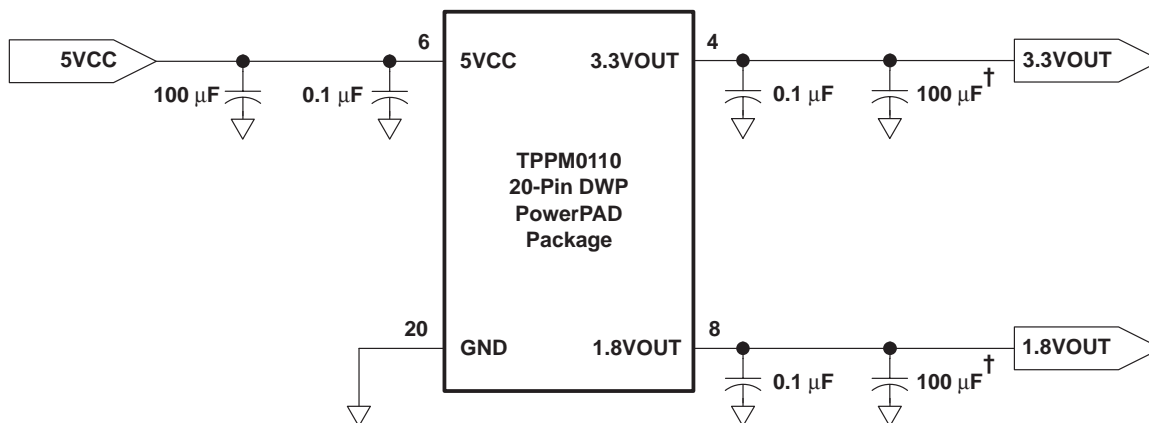 5VCC
6
5VCC
100 μF
0.1 μF
3.3VOUT
4
0.1 μF
100 μF†
3.3VOUT
TPPM0110
20-Pin DWP
PowerPAD
Package
20
GND
1.8VOUT
8
0.1 μF
100 μF†
1.8VOUT